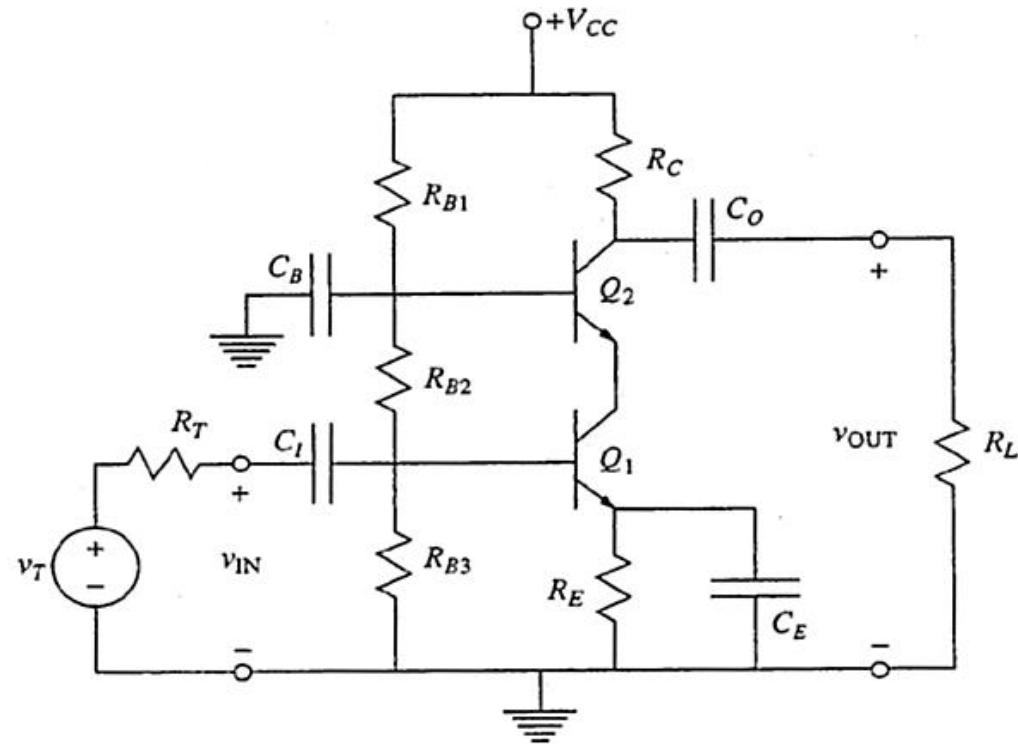 +V_CC
R_C
R_B1
C_O
C_B
+
Q_2
R_B2
R_T
C_I
v_OUT
R_L
Q_1
+
+
v_T
v_IN
R_B3
R_E
−
C_E
−
−